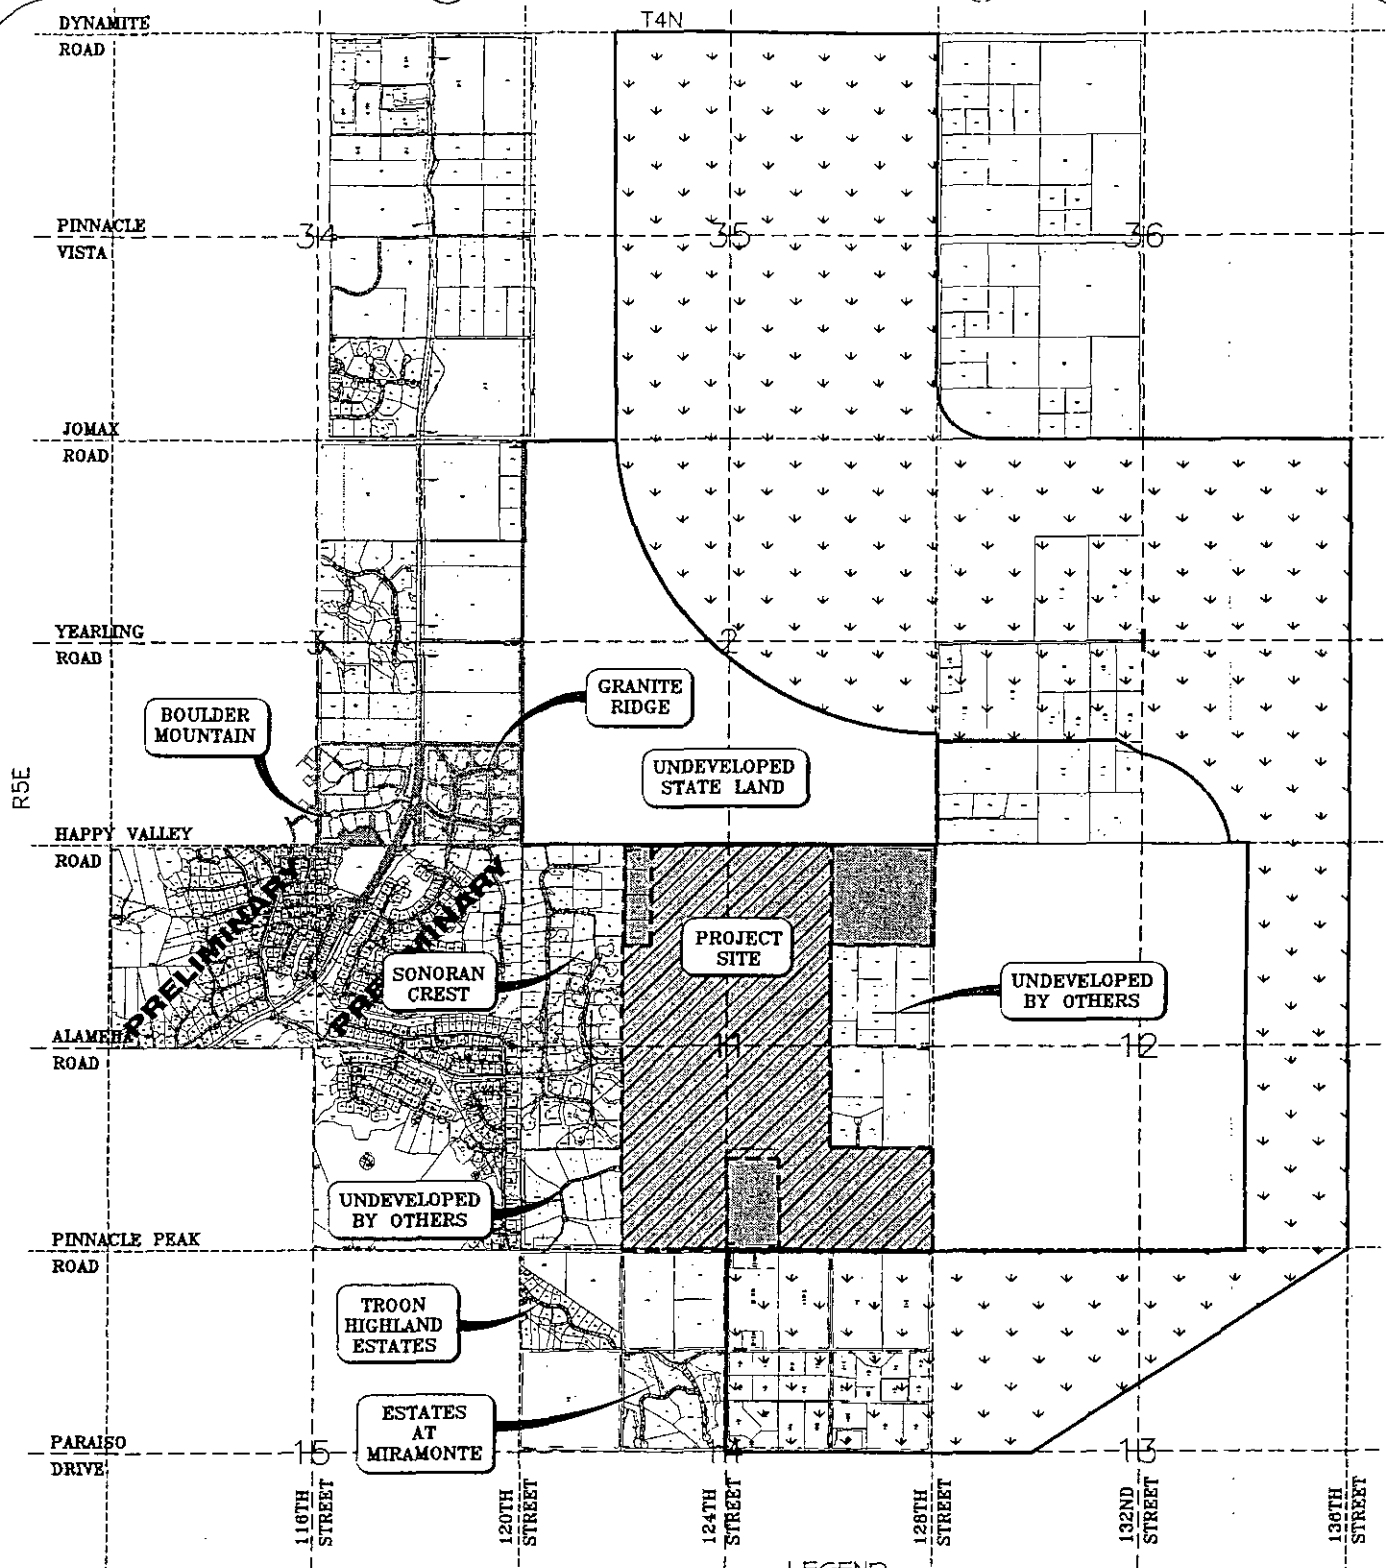 T4N
DYNAMITE
ROAD
PINNACLE
VISTA
34
35
36
JOMAX
ROAD
YEARLING
ROAD
3
2
1
GRANITE
RIDGE
BOULDER
MOUNTAIN
UNDEVELOPED
STATE LAND
R5E
HAPPY VALLEY
ROAD
PRELIMINARY
PRELIMINARY
PROJECT
SITE
SONORAN
CREST
UNDEVELOPED
BY OTHERS
ALAMEHA
ROAD
11
12
UNDEVELOPED
BY OTHERS
PINNACLE PEAK
ROAD
TROON
HIGHLAND
ESTATES
ESTATES
AT
MIRAMONTE
PARAISO
DRIVE
15
14
13
116TH
STREET
120TH
STREET
124TH
STREET
128TH
STREET
132ND
STREET
136TH
STREET
LEGEND